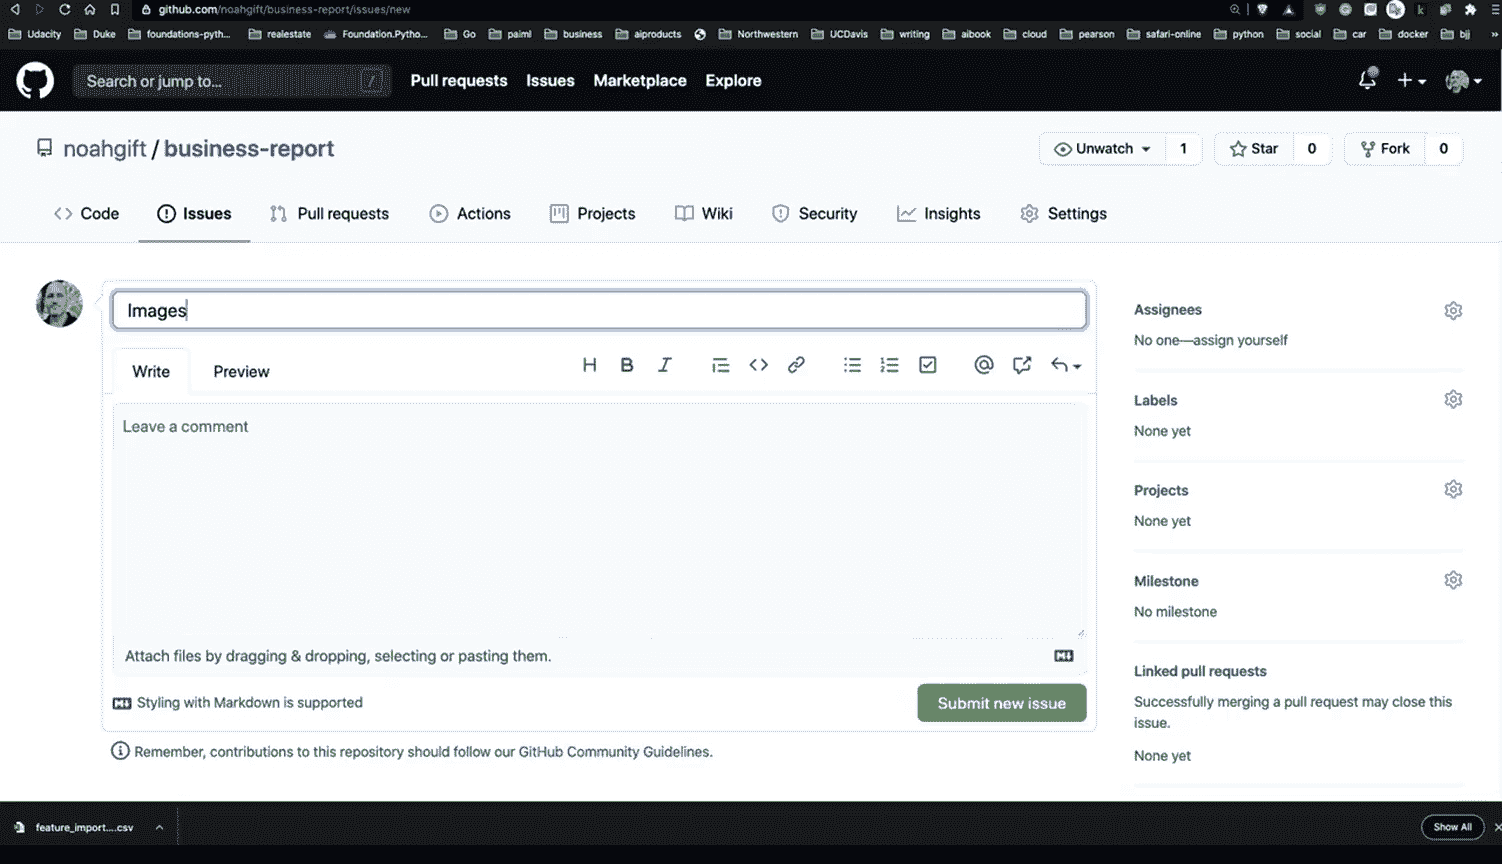 github.com/noahgift/business-report/issues/new
Udacity Duke foundations-pyth... realestate Foundation.Pytho... Go paiml business aiproducts Northwestern UCDavis writing aibook cloud pearson safari-online python social car docker bjj »
Search or jump to... / Pull requests Issues Marketplace Explore
noahgift / business-report Unwatch 1 Star 0 Fork 0
Code Issues Pull requests Actions Projects Wiki Security Insights Settings
Images
Write Preview
Leave a comment
Attach files by dragging & dropping, selecting or pasting them.
Styling with Markdown is supported
Submit new issue
Remember, contributions to this repository should follow our GitHub Community Guidelines.
Assignees
No one—assign yourself
Labels
None yet
Projects
None yet
Milestone
No milestone
Linked pull requests
Successfully merging a pull request may close this
issue.
None yet
feature_import....csv Show All